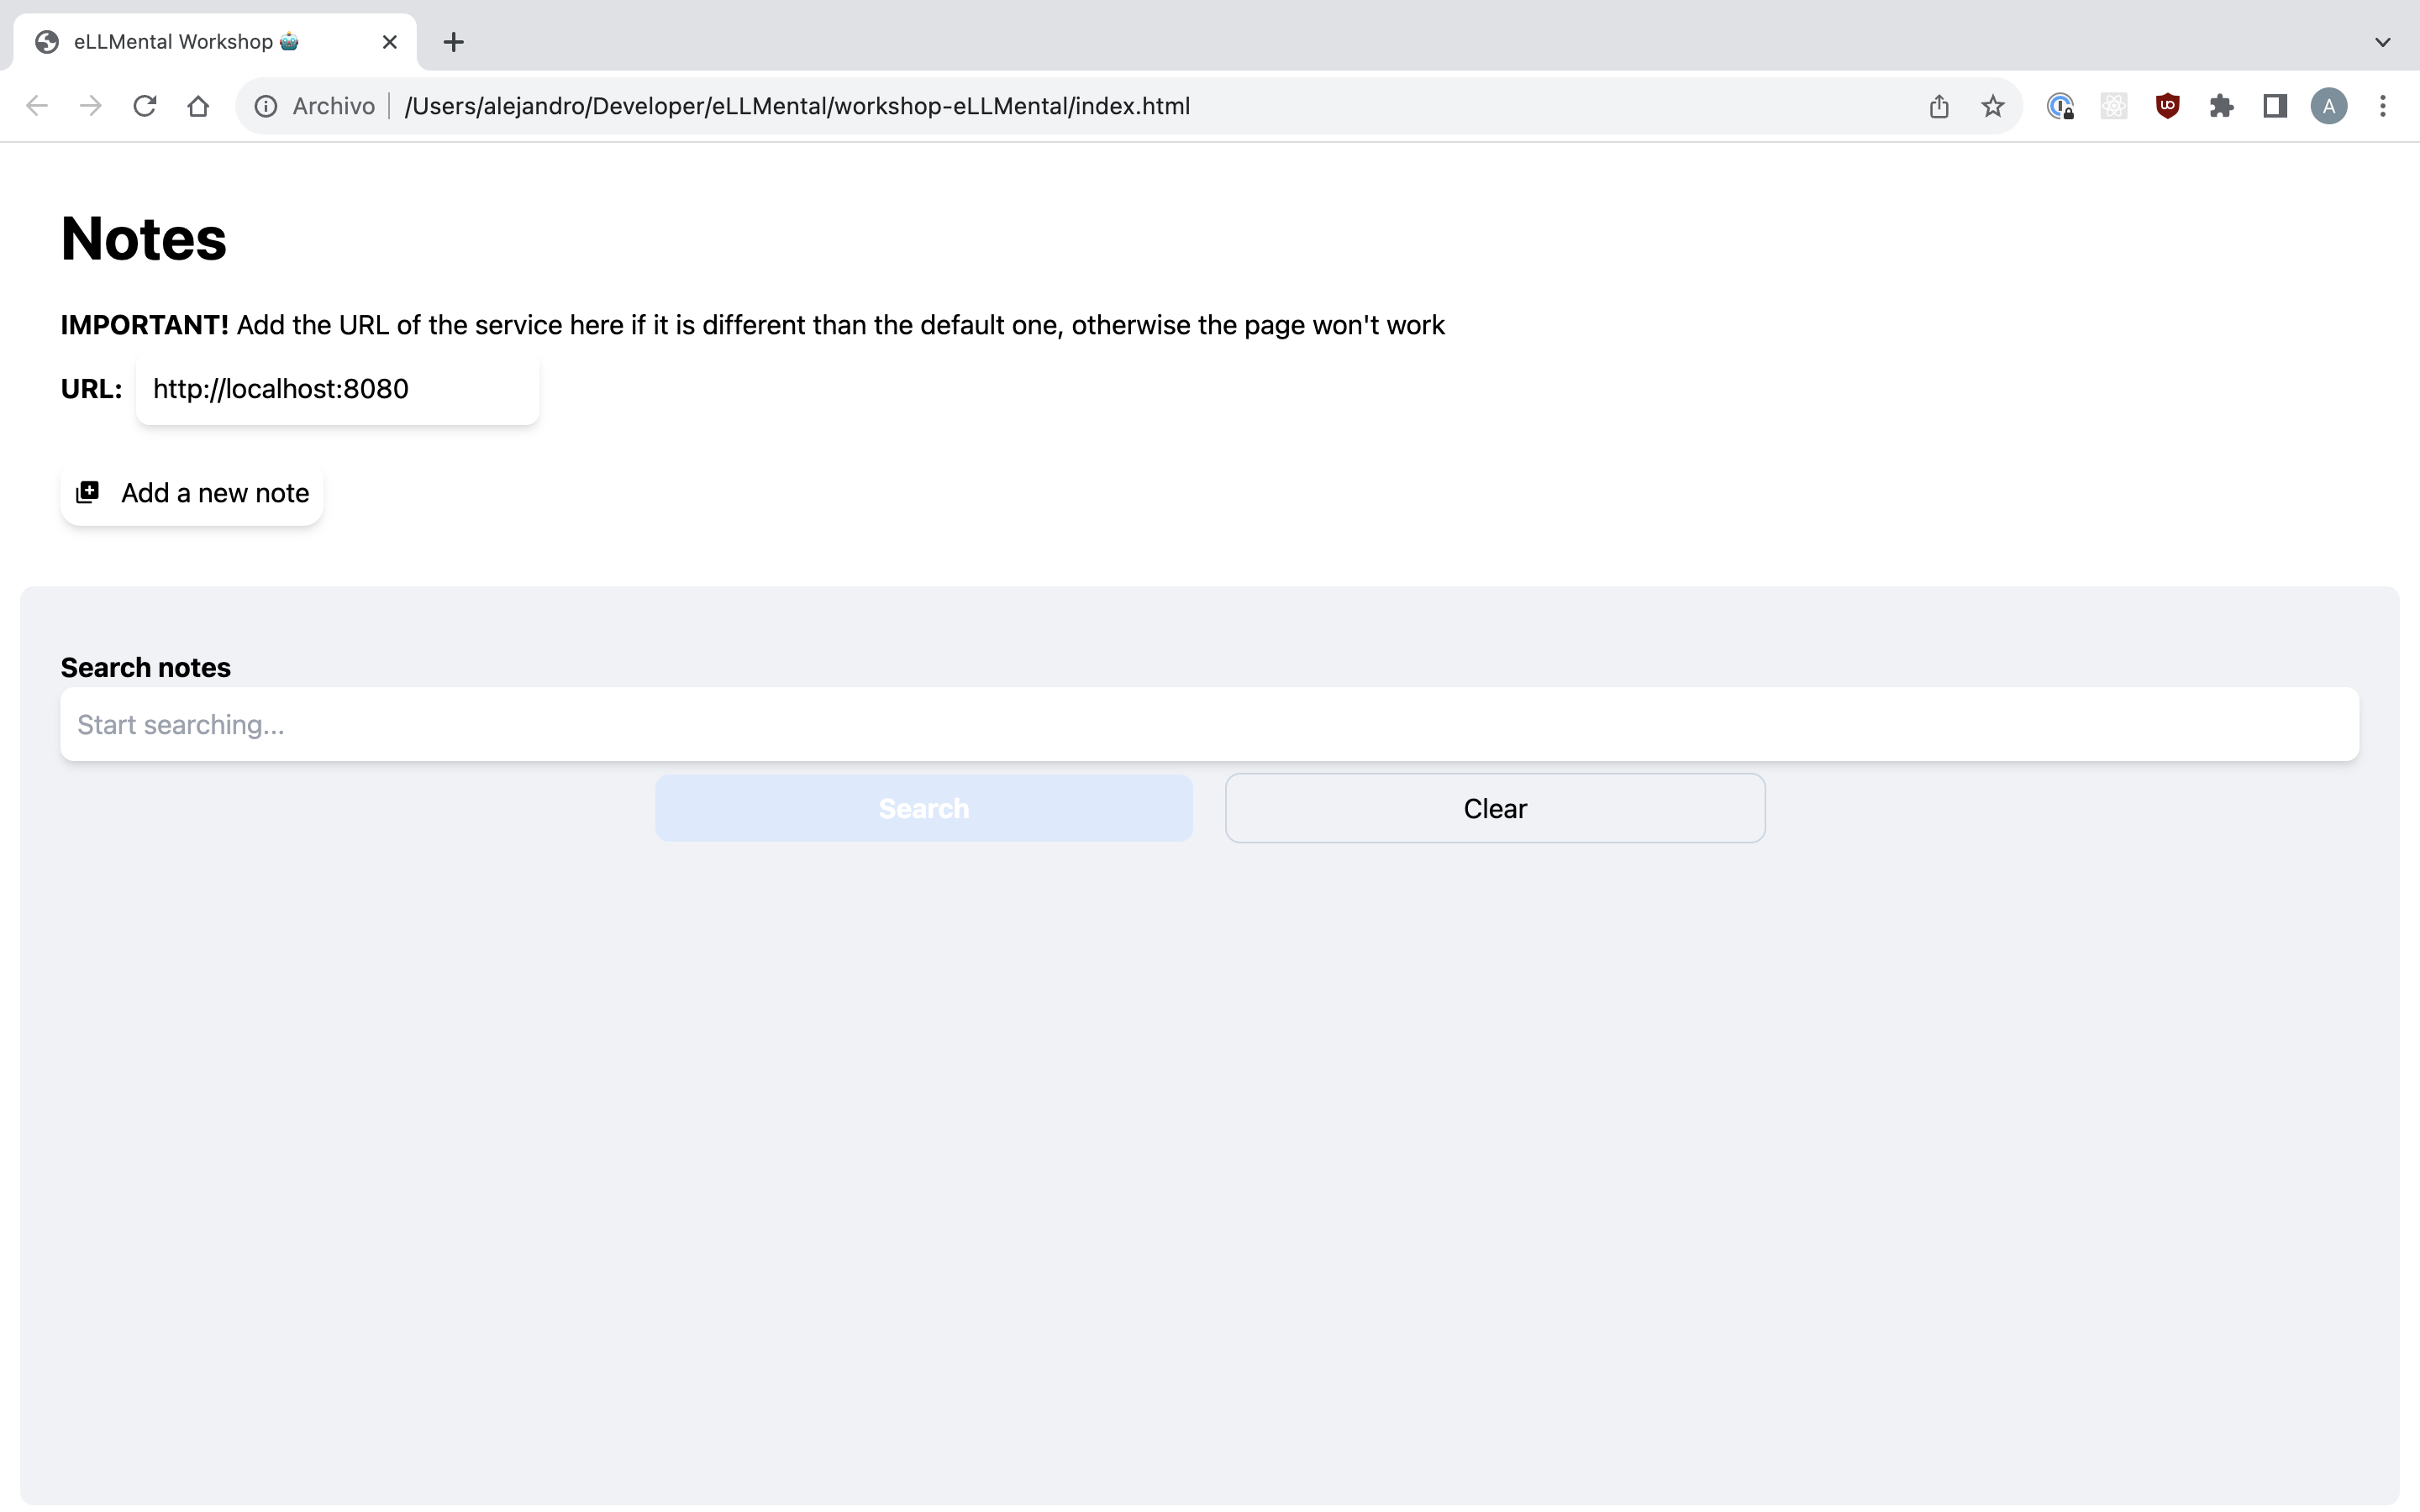 eLLMental Workshop 🤖
Archivo /Users/alejandro/Developer/eLLMental/workshop-eLLMental/index.html
A
Notes
IMPORTANT! Add the URL of the service here if it is different than the default one, otherwise the page won't work
URL: http://localhost:8080
Add a new note
Search notes
Start searching...
Search Clear